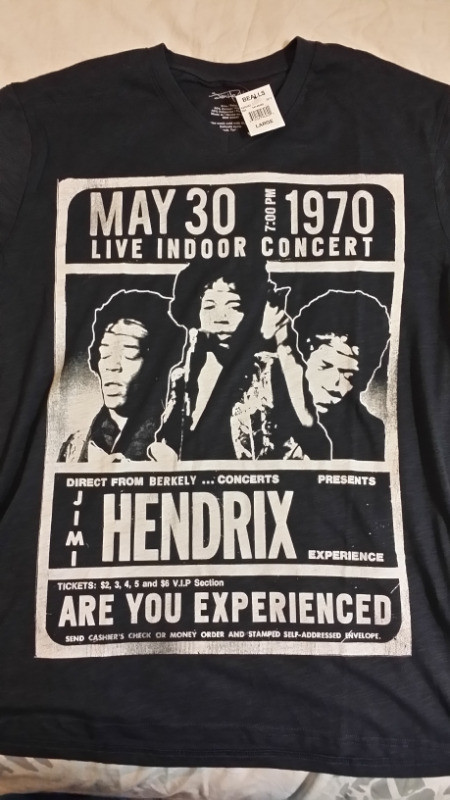 BEALLS
LARGE
MAY 30 7:00 PM 1970
LIVE INDOOR CONCERT
DIRECT FROM BERKELY ... CONCERTS PRESENTS
JIMI HENDRIX EXPERIENCE
TICKETS: $2, 3, 4, 5 and $6 V.I.P Section
ARE YOU EXPERIENCED
SEND CASHIER'S CHECK OR MONEY ORDER AND STAMPED SELF-ADDRESSED ENVELOPE.